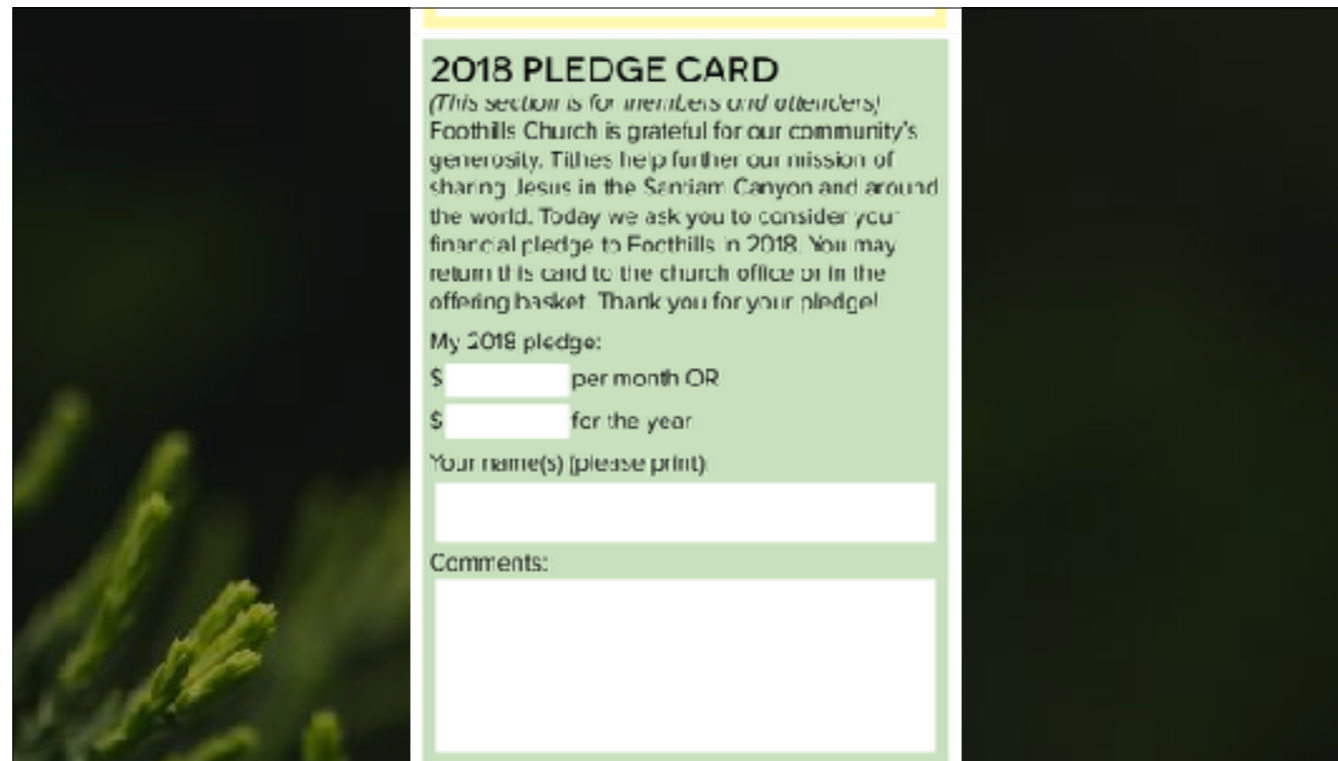 2018 PLEDGE CARD
(This section is for members and attenders)
Foothills Church is grateful for our community's
generosity. Tithes help further our mission of
sharing Jesus in the Santiam Canyon and around
the world. Today we ask you to consider your
financial pledge to Foothills in 2018. You may
return this card to the church office or in the
offering basket. Thank you for your pledge!
My 2018 pledge:
$ per month OR
$ for the year
Your name(s) (please print):
Comments: